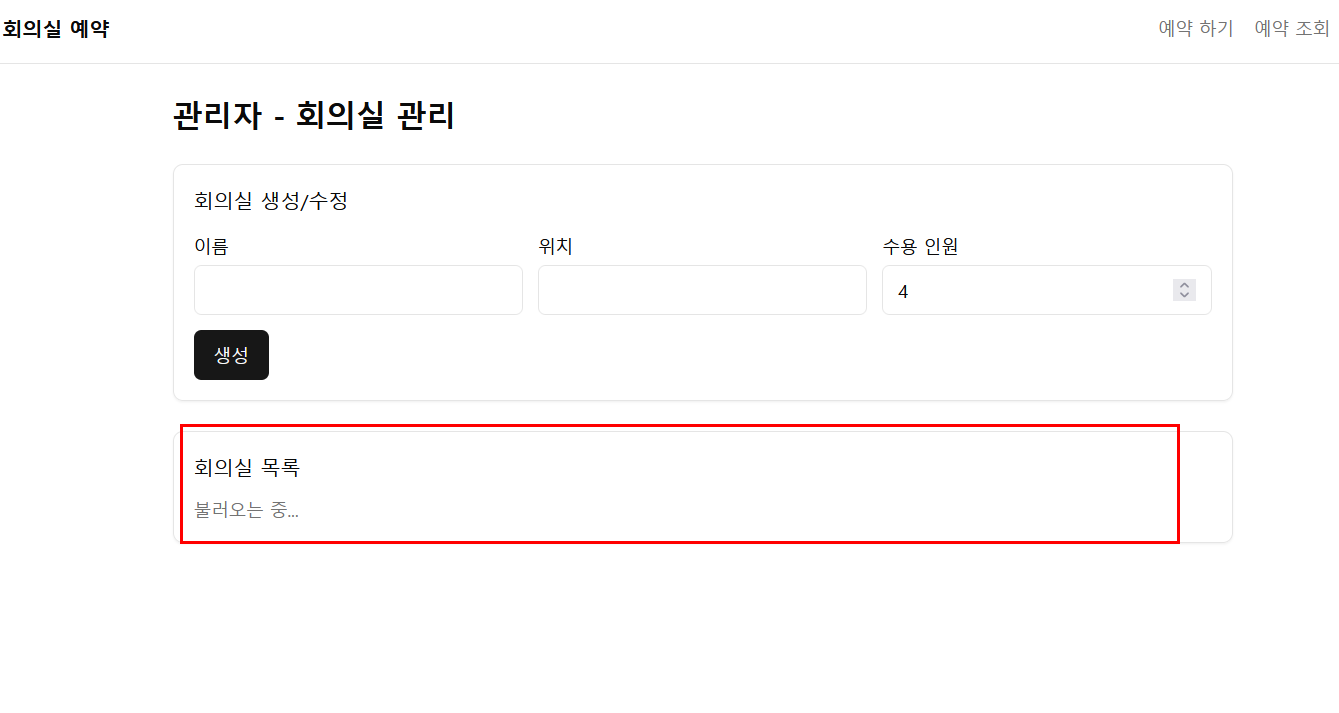 회의실 예약
예약 하기 예약 조회
관리자 - 회의실 관리
회의실 생성/수정
이름 위치 수용 인원
4
생성
회의실 목록
불러오는 중...